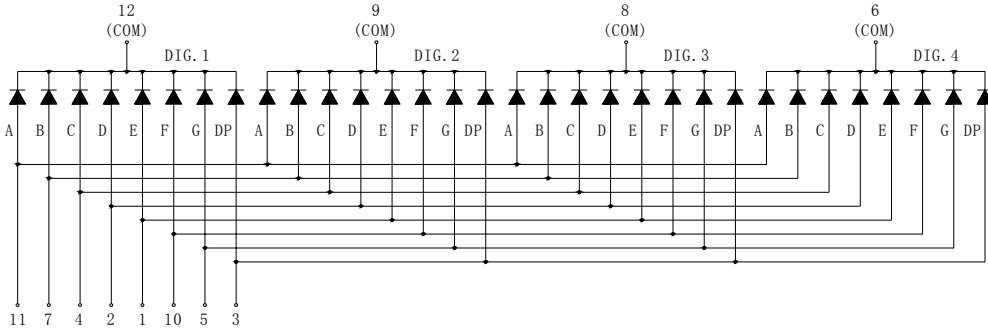 12 9 8 6
(COM) (COM) (COM) (COM)
DIG.1 DIG.2 DIG.3 DIG.4
A B C D E F G DP A B C D E F G DP A B C D E F G DP A B C D E F G DP
11 7 4 2 1 10 5 3